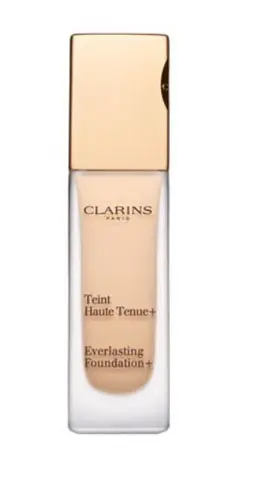 CLARINS
PARIS
Teint
Haute Tenue+
Everlasting
Foundation+